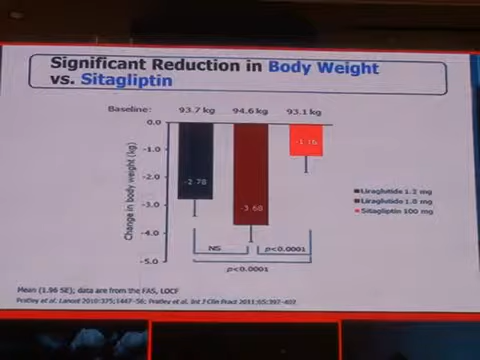 Significant Reduction in Body Weight
vs. Sitagliptin
Baseline: 93.7 kg 94.6 kg 93.1 kg
Change in body weight (kg)
0.0
-1.0
-2.0
-3.0
-4.0
-5.0
-2.78
-3.60
-1.16
Liraglutide 1.2 mg
Liraglutide 1.8 mg
Sitagliptin 100 mg
NS
p<0.0001
p<0.0001
Mean (1.96 SE); data are from the FAS, LOCF
Pratley et al. Lancet 2010;375:1447–56; Pratley et al. Int J Clin Pract 2011;65:397–407